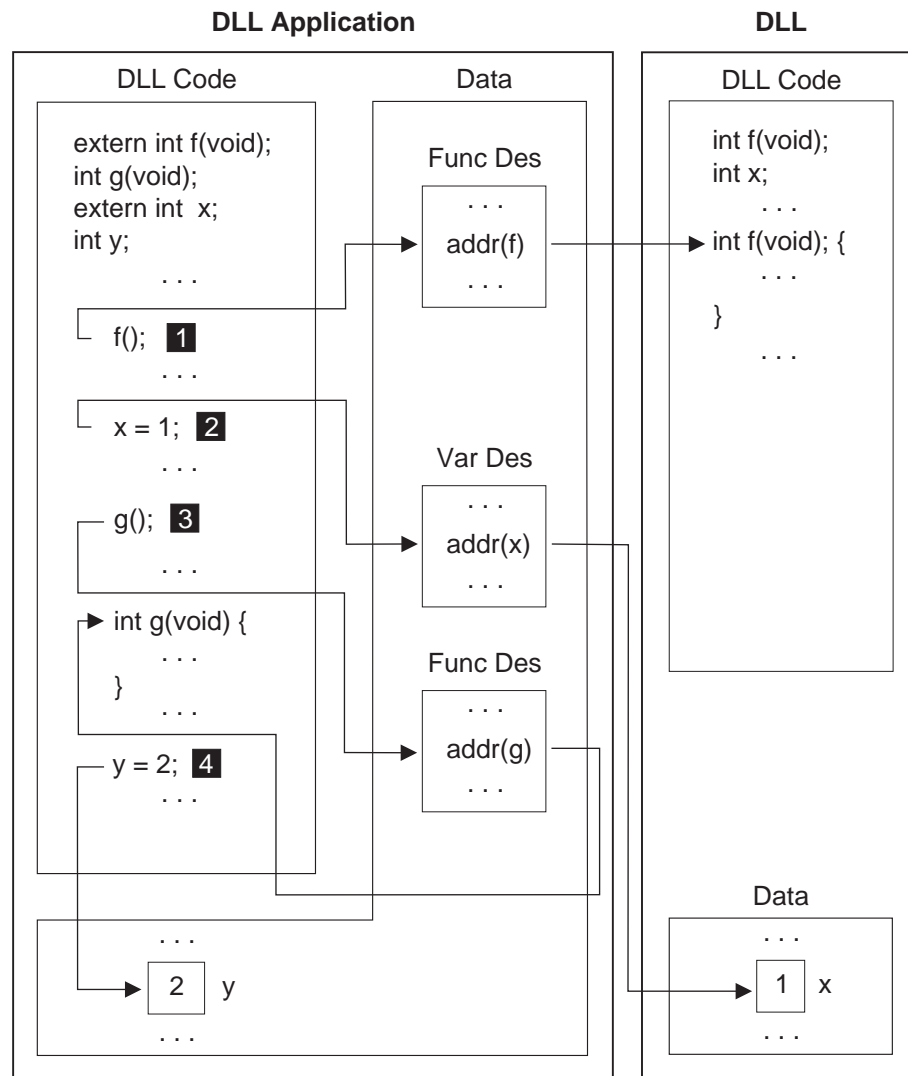 DLL Application
DLL Code
extern int f(void);
int g(void);
extern int x;
int y;
. . .
f(); 1
. . .
x = 1; 2
. . .
g(); 3
. . .
int g(void) {
. . .
}
. . .
y = 2; 4
. . .
Data
Func Des
. . .
addr(f)
. . .
Var Des
. . .
addr(x)
. . .
Func Des
. . .
addr(g)
. . .
. . .
2 y
. . .
DLL
DLL Code
int f(void);
int x;
. . .
int f(void); {
. . .
}
. . .
Data
. . .
1 x
. . .